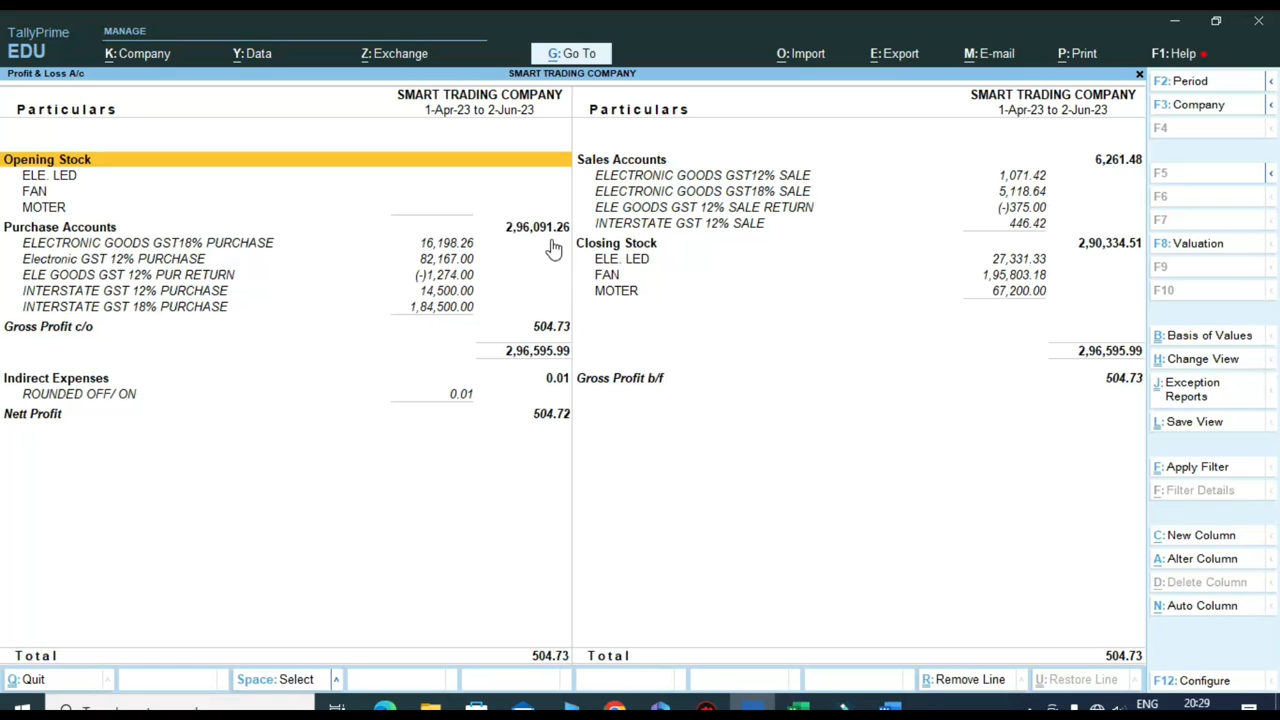 TallyPrime
EDU
MANAGE
K: Company Y: Data Z: Exchange G: Go To O: Import E: Export M: E-mail P: Print F1: Help
Profit & Loss A/c SMART TRADING COMPANY
Particulars SMART TRADING COMPANY
1-Apr-23 to 2-Jun-23
Opening Stock
ELE. LED
FAN
MOTER
Purchase Accounts 2,96,091.26
ELECTRONIC GOODS GST18% PURCHASE 16,198.26
Electronic GST 12% PURCHASE 82,167.00
ELE GOODS GST 12% PUR RETURN (-)1,274.00
INTERSTATE GST 12% PURCHASE 14,500.00
INTERSTATE GST 18% PURCHASE 1,84,500.00
Gross Profit c/o 504.73
2,96,595.99
Indirect Expenses 0.01
ROUNDED OFF/ ON 0.01
Nett Profit 504.72
Total 504.73
Particulars SMART TRADING COMPANY
1-Apr-23 to 2-Jun-23
Sales Accounts 6,261.48
ELECTRONIC GOODS GST12% SALE 1,071.42
ELECTRONIC GOODS GST18% SALE 5,118.64
ELE GOODS GST 12% SALE RETURN (-)375.00
INTERSTATE GST 12% SALE 446.42
Closing Stock 2,90,334.51
ELE. LED 27,331.33
FAN 1,95,803.18
MOTER 67,200.00
2,96,595.99
Gross Profit b/f 504.73
Total 504.73
F2: Period
F3: Company
F4
F5
F6
F7
F8: Valuation
F9
F10
B: Basis of Values
H: Change View
J: Exception
Reports
L: Save View
F: Apply Filter
F: Filter Details
C: New Column
A: Alter Column
D: Delete Column
N: Auto Column
F12: Configure
Q: Quit Space: Select R: Remove Line U: Restore Line
ENG 20:29